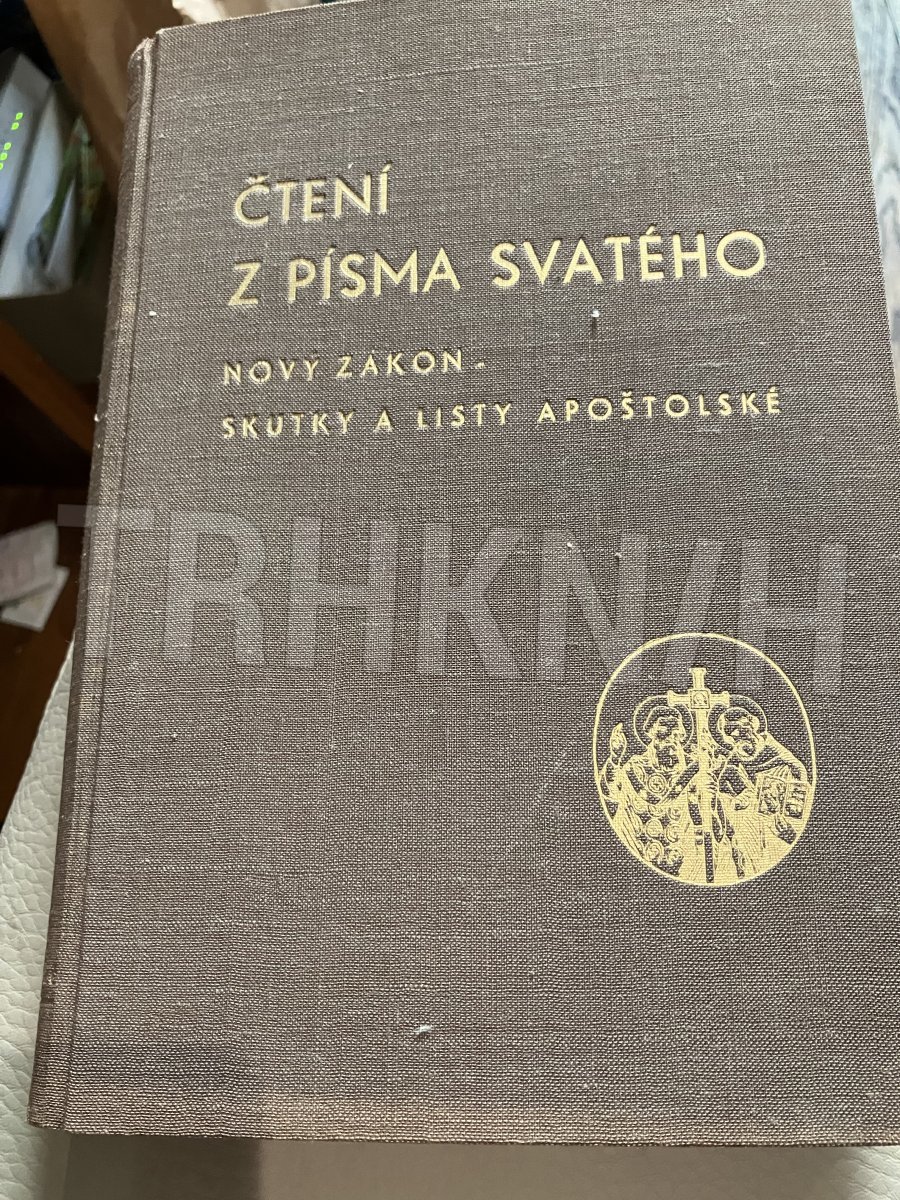 ČTENÍ
Z PÍSMA SVATÉHO
NOVÝ ZÁKON -
SKUTKY A LISTY APOŠTOLSKÉ
TRHKNIH